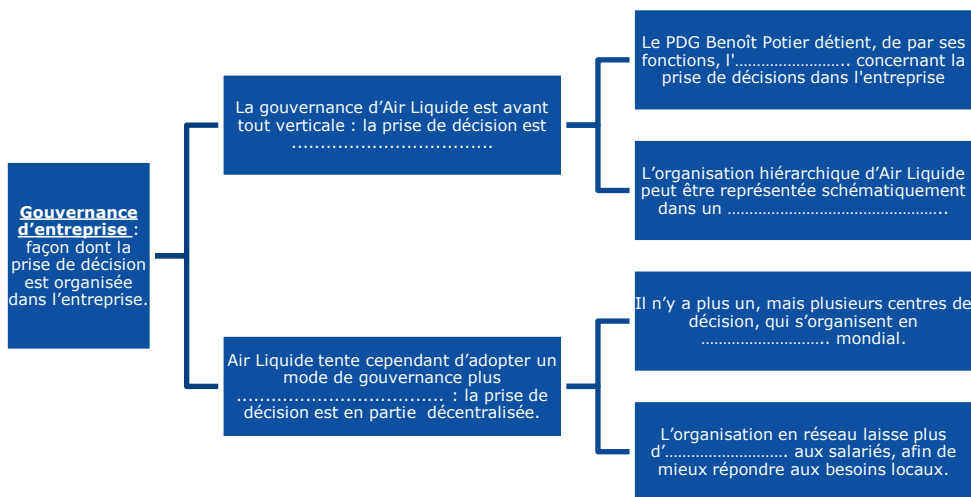 Gouvernance
d’entreprise :
façon dont la
prise de décision
est organisée
dans l’entreprise.
La gouvernance d’Air Liquide est avant
tout verticale : la prise de décision est
...................................
Le PDG Benoît Potier détient, de par ses
fonctions, l'…………………….. concernant la
prise de décisions dans l'entreprise
L’organisation hiérarchique d’Air Liquide
peut être représentée schématiquement
dans un ………………………………………..
Air Liquide tente cependant d’adopter un
mode de gouvernance plus
.................................... : la prise de
décision est en partie décentralisée.
Il n’y a plus un, mais plusieurs centres de
décision, qui s’organisent en
……………………….. mondial.
L’organisation en réseau laisse plus
d’………………………. aux salariés, afin de
mieux répondre aux besoins locaux.